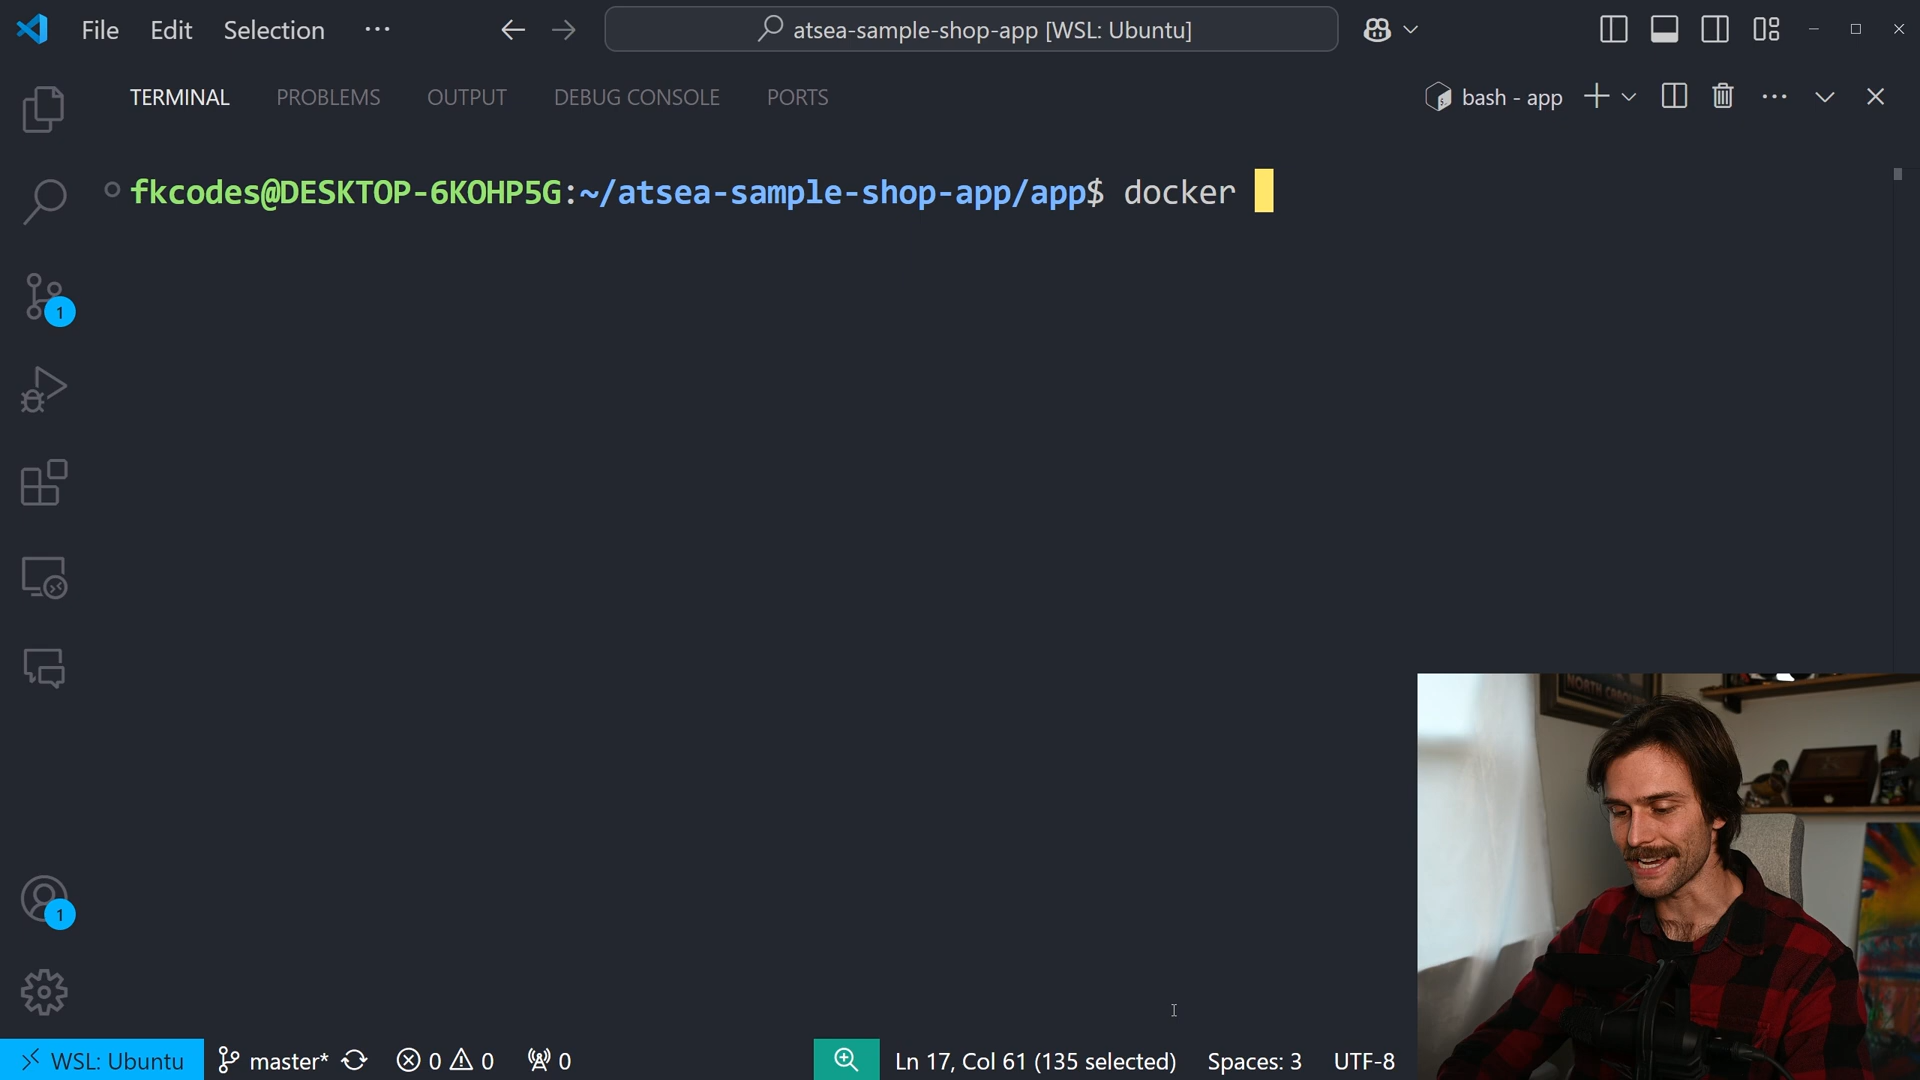 File Edit Selection ··· atsea-sample-shop-app [WSL: Ubuntu]
TERMINAL PROBLEMS OUTPUT DEBUG CONSOLE PORTS bash - app
fkcodes@DESKTOP-6KOHP5G:~/atsea-sample-shop-app/app$ docker
1
NORTH CAROLINA
1
WSL: Ubuntu master* 0 0 0 Ln 17, Col 61 (135 selected) Spaces: 3 UTF-8